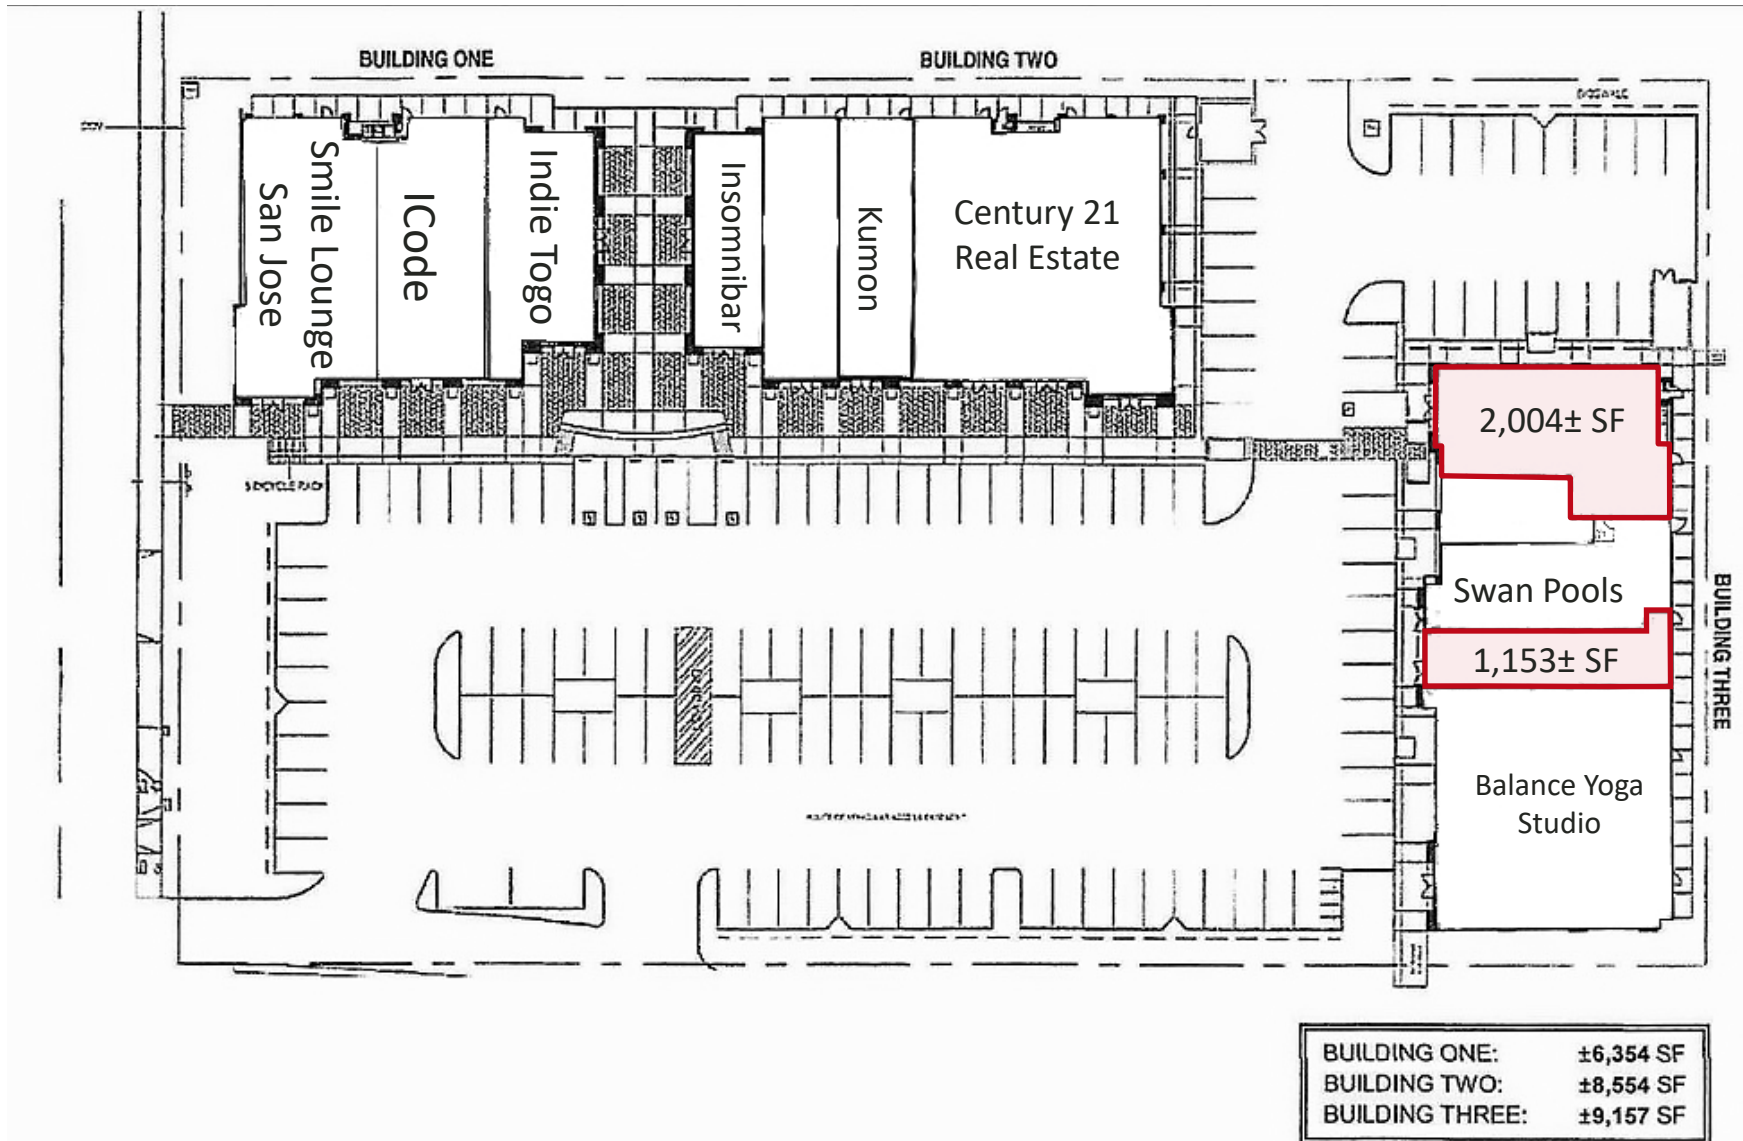 BUILDING ONE
BUILDING TWO
San Jose
Smile Lounge
ICode
Indie Togo
Insomnibar
Kumon
Century 21
Real Estate
2,004± SF
BICYCLE RACK
Swan Pools
1,153± SF
BUILDING THREE
Balance Yoga
Studio
BUILDING ONE: ±6,354 SF
BUILDING TWO: ±8,554 SF
BUILDING THREE: ±9,157 SF